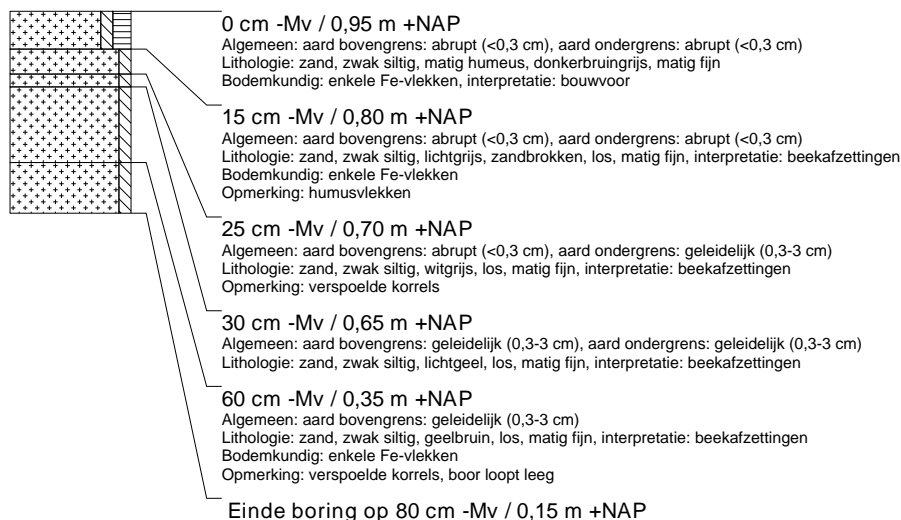 0 cm -Mv / 0,95 m +NAP
Algemeen: aard bovengrens: abrupt (<0,3 cm), aard ondergrens: abrupt (<0,3 cm)
Lithologie: zand, zwak siltig, matig humeus, donkerbruingrijs, matig fijn
Bodemkundig: enkele Fe-vlekken, interpretatie: bouwvoor
15 cm -Mv / 0,80 m +NAP
Algemeen: aard bovengrens: abrupt (<0,3 cm), aard ondergrens: abrupt (<0,3 cm)
Lithologie: zand, zwak siltig, lichtgrijs, zandbrokken, los, matig fijn, interpretatie: beekafzettingen
Bodemkundig: enkele Fe-vlekken
Opmerking: humusvlekken
25 cm -Mv / 0,70 m +NAP
Algemeen: aard bovengrens: abrupt (<0,3 cm), aard ondergrens: geleidelijk (0,3-3 cm)
Lithologie: zand, zwak siltig, witgrijs, los, matig fijn, interpretatie: beekafzettingen
Opmerking: verspoelde korrels
30 cm -Mv / 0,65 m +NAP
Algemeen: aard bovengrens: geleidelijk (0,3-3 cm), aard ondergrens: geleidelijk (0,3-3 cm)
Lithologie: zand, zwak siltig, lichtgeel, los, matig fijn, interpretatie: beekafzettingen
60 cm -Mv / 0,35 m +NAP
Algemeen: aard bovengrens: geleidelijk (0,3-3 cm)
Lithologie: zand, zwak siltig, geelbruin, los, matig fijn, interpretatie: beekafzettingen
Bodemkundig: enkele Fe-vlekken
Opmerking: verspoelde korrels, boor loopt leeg
Einde boring op 80 cm -Mv / 0,15 m +NAP